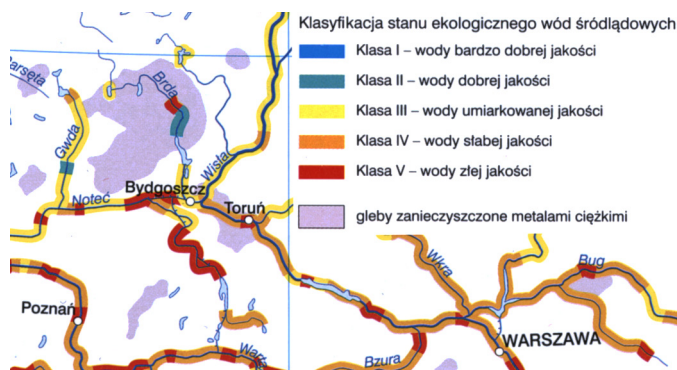 Klasyfikacja stanu ekologicznego wód śródlądowych
Klasa I – wody bardzo dobrej jakości
Klasa II – wody dobrej jakości
Klasa III – wody umiarkowanej jakości
Klasa IV – wody słabej jakości
Klasa V – wody złej jakości
gleby zanieczyszczone metalami ciężkimi
Brda
Gwda
Wisła
Bydgoszcz
Noteć
Toruń
Wkra
Bug
Poznań
WARSZAWA
Warta
Bzura